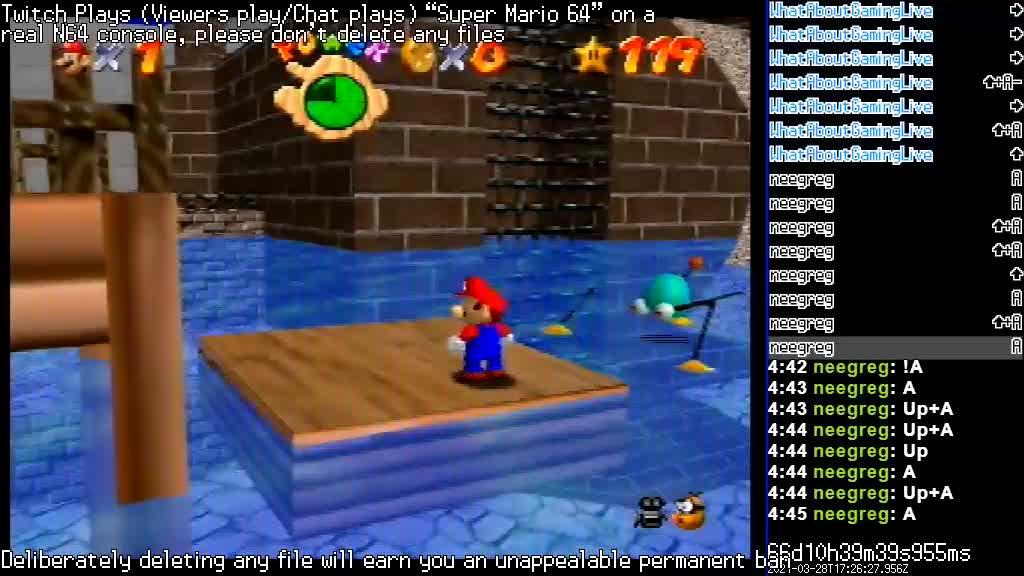 Twitch Plays (Viewers play/Chat plays) “Super Mario 64” on a
real N64 console, please don't delete any files
× 1
× 0
119
WhatAboutGamingLive →
WhatAboutGamingLive →
WhatAboutGamingLive →
WhatAboutGamingLive ↑+A-
WhatAboutGamingLive →
WhatAboutGamingLive ↑+A
WhatAboutGamingLive ↑
neegreg A
neegreg A
neegreg ↑+A
neegreg ↑+A
neegreg ↑
neegreg A
neegreg ↑+A
neegreg A
4:42 neegreg: !A
4:43 neegreg: A
4:43 neegreg: Up+A
4:44 neegreg: Up+A
4:44 neegreg: Up
4:44 neegreg: A
4:44 neegreg: Up+A
4:45 neegreg: A
Deliberately deleting any file will earn you an unappealable permanent ban
66d10h39m39s955ms
2021-03-28T17:26:27.956Z